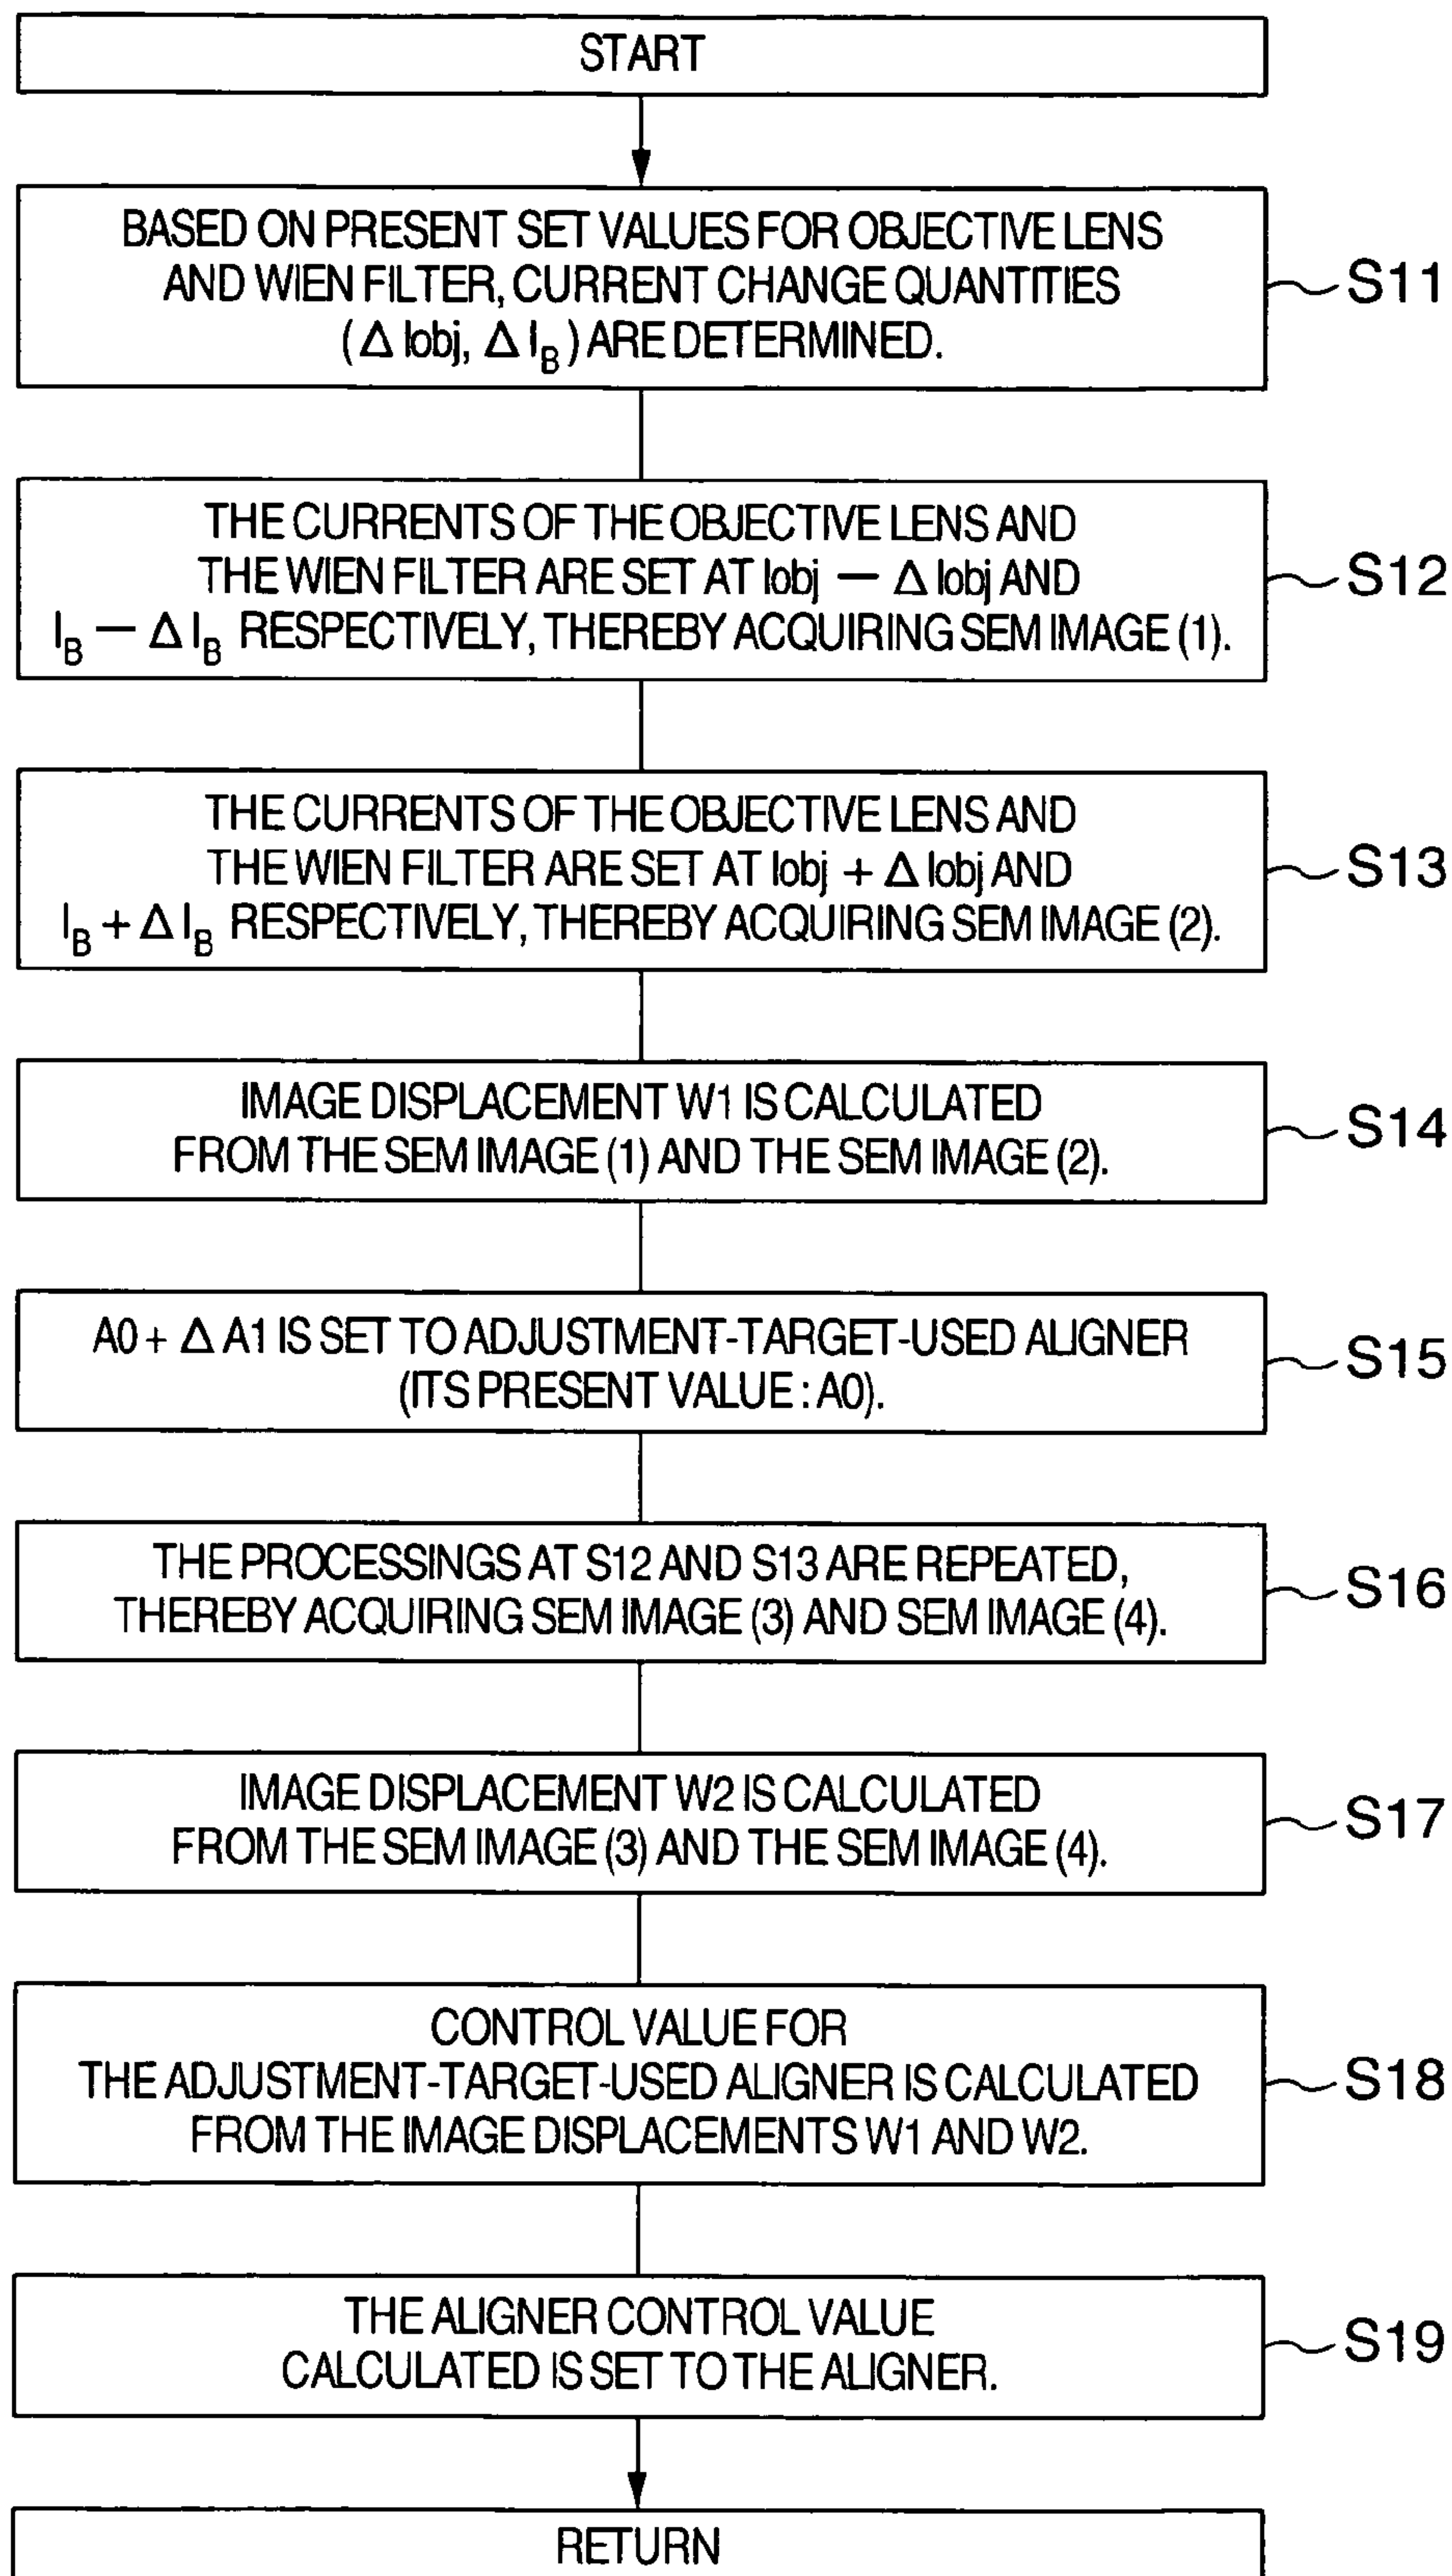 START
BASED ON PRESENT SET VALUES FOR OBJECTIVE LENS
AND WIEN FILTER, CURRENT CHANGE QUANTITIES
(Δ Iobj, Δ I_B) ARE DETERMINED.
S11
THE CURRENTS OF THE OBJECTIVE LENS AND
THE WIEN FILTER ARE SET AT Iobj — Δ Iobj AND
I_B — Δ I_B RESPECTIVELY, THEREBY ACQUIRING SEM IMAGE (1).
S12
THE CURRENTS OF THE OBJECTIVE LENS AND
THE WIEN FILTER ARE SET AT Iobj + Δ Iobj AND
I_B + Δ I_B RESPECTIVELY, THEREBY ACQUIRING SEM IMAGE (2).
S13
IMAGE DISPLACEMENT W1 IS CALCULATED
FROM THE SEM IMAGE (1) AND THE SEM IMAGE (2).
S14
A0 + Δ A1 IS SET TO ADJUSTMENT-TARGET-USED ALIGNER
(ITS PRESENT VALUE : A0).
S15
THE PROCESSINGS AT S12 AND S13 ARE REPEATED,
THEREBY ACQUIRING SEM IMAGE (3) AND SEM IMAGE (4).
S16
IMAGE DISPLACEMENT W2 IS CALCULATED
FROM THE SEM IMAGE (3) AND THE SEM IMAGE (4).
S17
CONTROL VALUE FOR
THE ADJUSTMENT-TARGET-USED ALIGNER IS CALCULATED
FROM THE IMAGE DISPLACEMENTS W1 AND W2.
S18
THE ALIGNER CONTROL VALUE
CALCULATED IS SET TO THE ALIGNER.
S19
RETURN